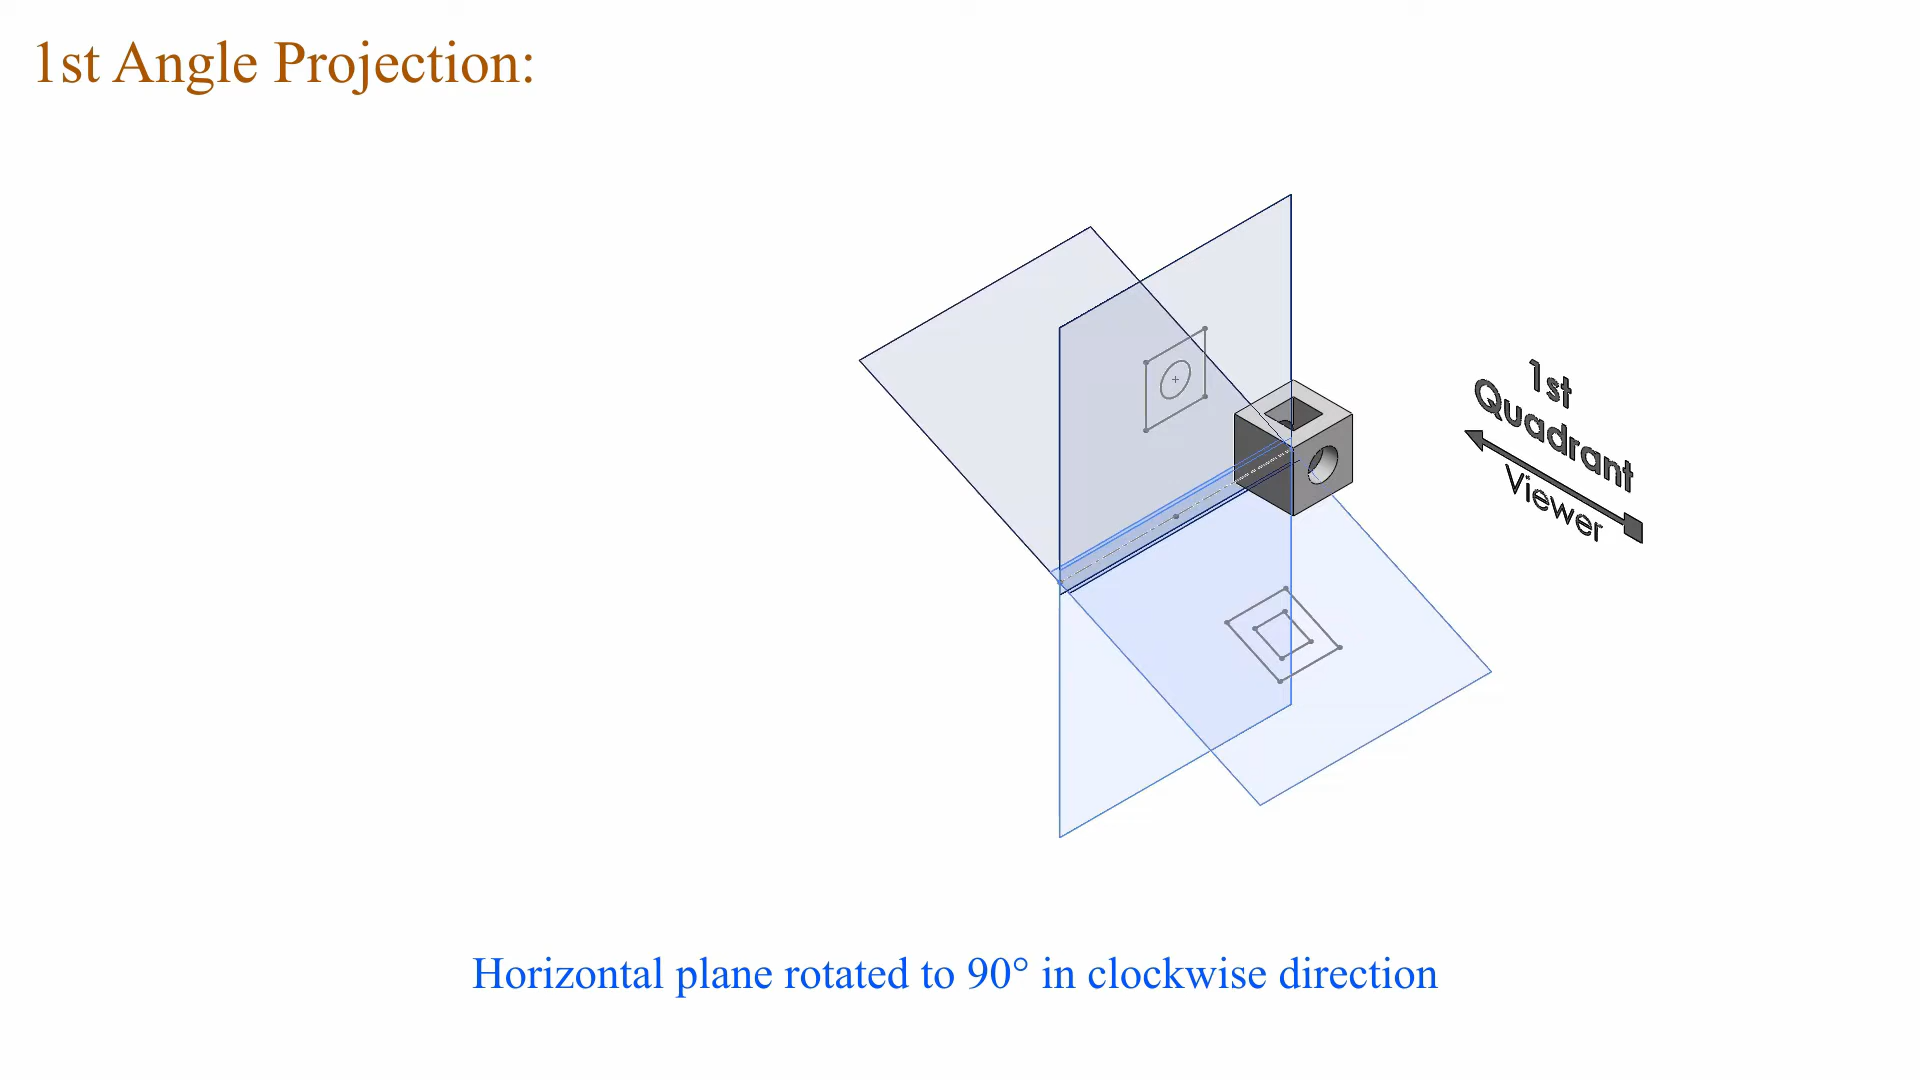 1st Angle Projection:
1st
Quadrant
Viewer
Horizontal plane rotated to 90° in clockwise direction